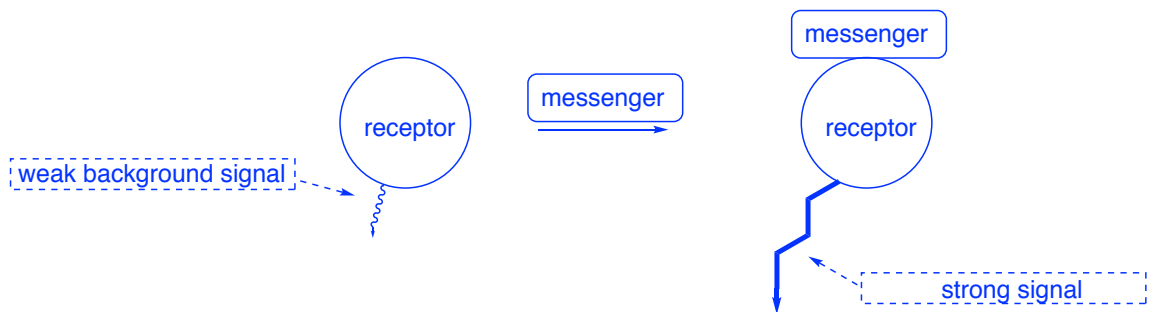 messenger
messenger
receptor
receptor
weak background signal
strong signal